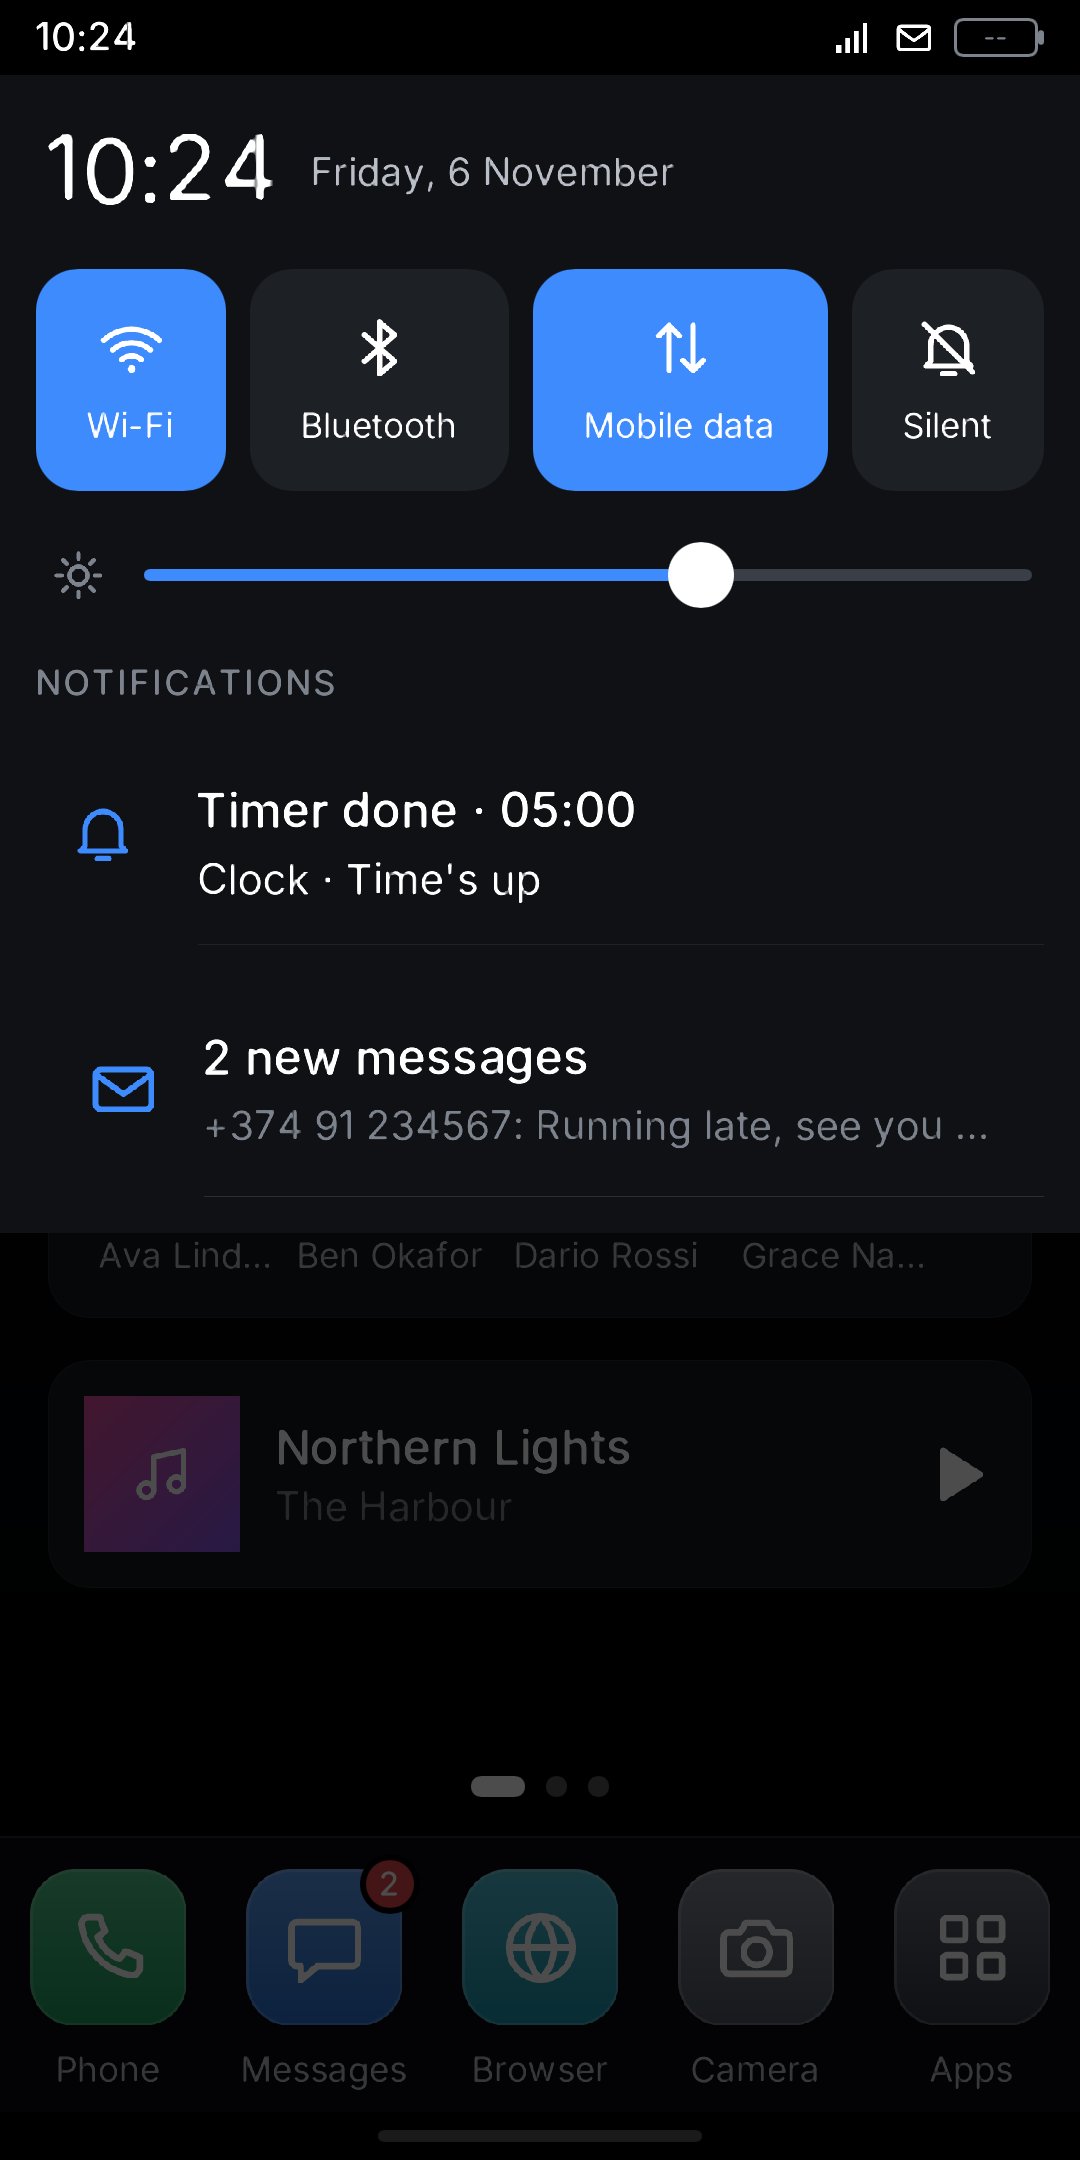 10:24
--
10:24 Friday, 6 November
Wi-Fi Bluetooth Mobile data Silent
NOTIFICATIONS
Timer done · 05:00
Clock · Time's up
2 new messages
+374 91 234567: Running late, see you ...
Ava Lind... Ben Okafor Dario Rossi Grace Na...
Northern Lights
The Harbour
2
Phone Messages Browser Camera Apps